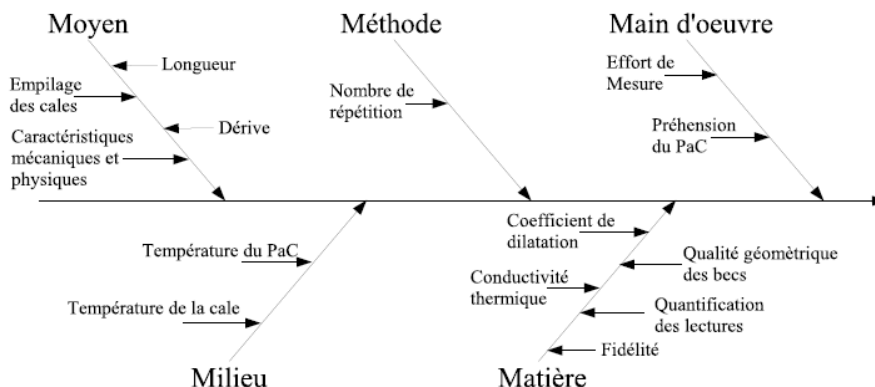 Moyen
Méthode
Main d'oeuvre
Longueur
Empilage
des cales
Dérive
Caractéristiques
mécaniques et
physiques
Nombre de
répétition
Effort de
Mesure
Préhension
du PaC
Température du PaC
Température de la cale
Coefficient de
dilatation
Qualité géomètrique
des becs
Conductivité
thermique
Quantification
des lectures
Fidélité
Milieu
Matière